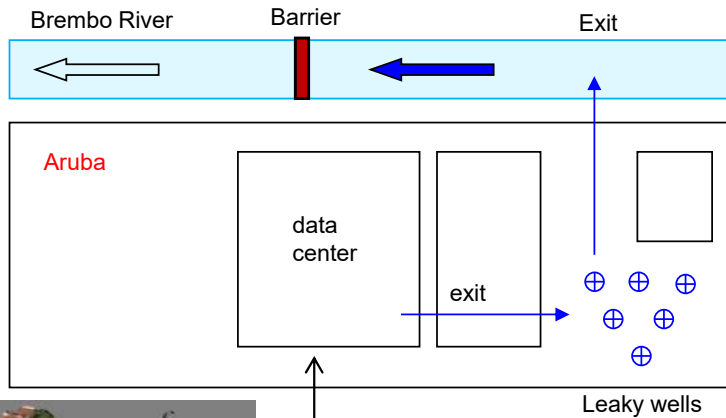 Brembo River
Barrier
Exit
Aruba
data
center
exit
Leaky wells